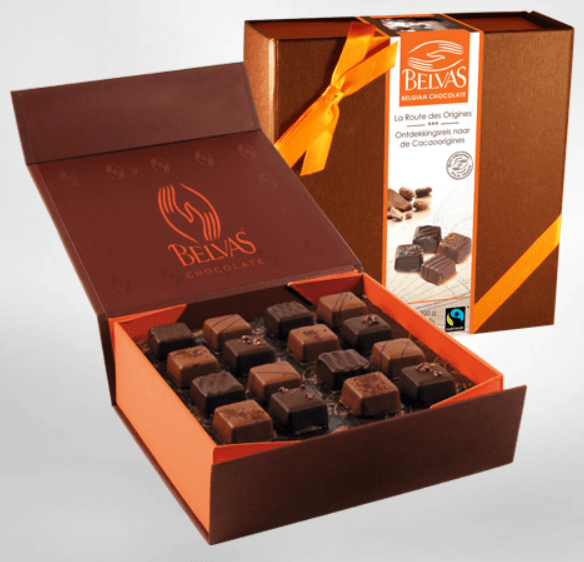 BELVAS
BELGIAN CHOCOLATE
La Route des Origines
Ontdekkingsreis naar
de Cacaoorigines
BELVAS
CHOCOLATE